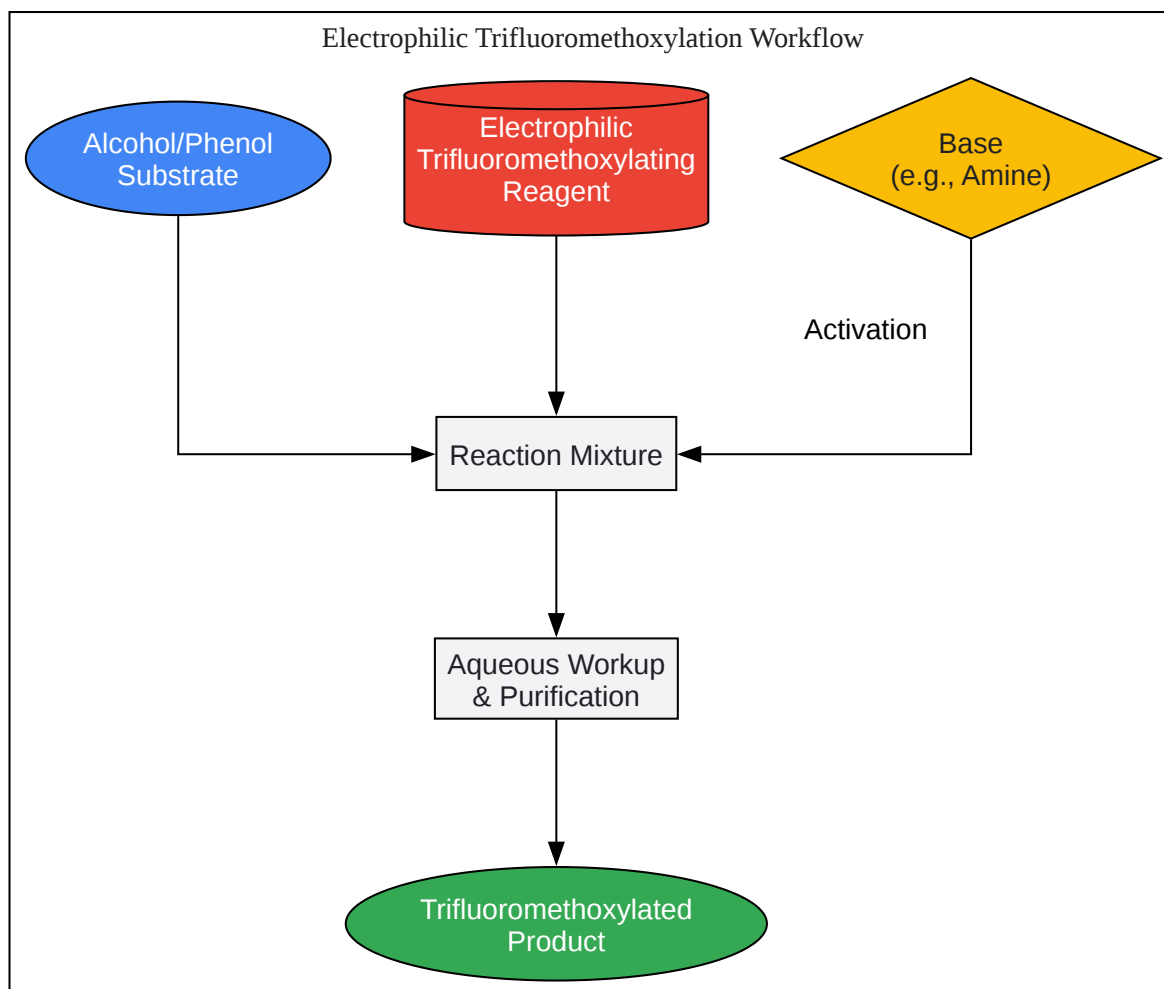 Electrophilic Trifluoromethoxylation Workflow
Alcohol/Phenol
Substrate
Electrophilic
Trifluoromethoxylating
Reagent
Base
(e.g., Amine)
Activation
Reaction Mixture
Aqueous Workup
& Purification
Trifluoromethoxylated
Product